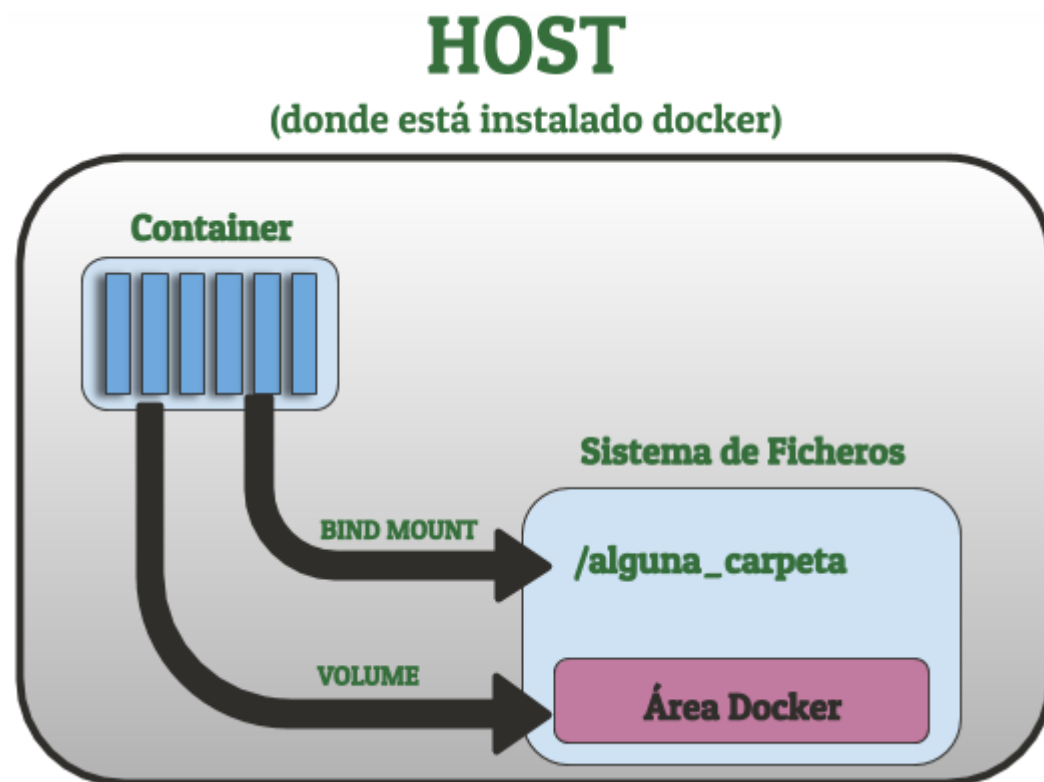 HOST
(donde está instalado docker)
Container
Sistema de Ficheros
BIND MOUNT
/alguna_carpeta
VOLUME
Área Docker